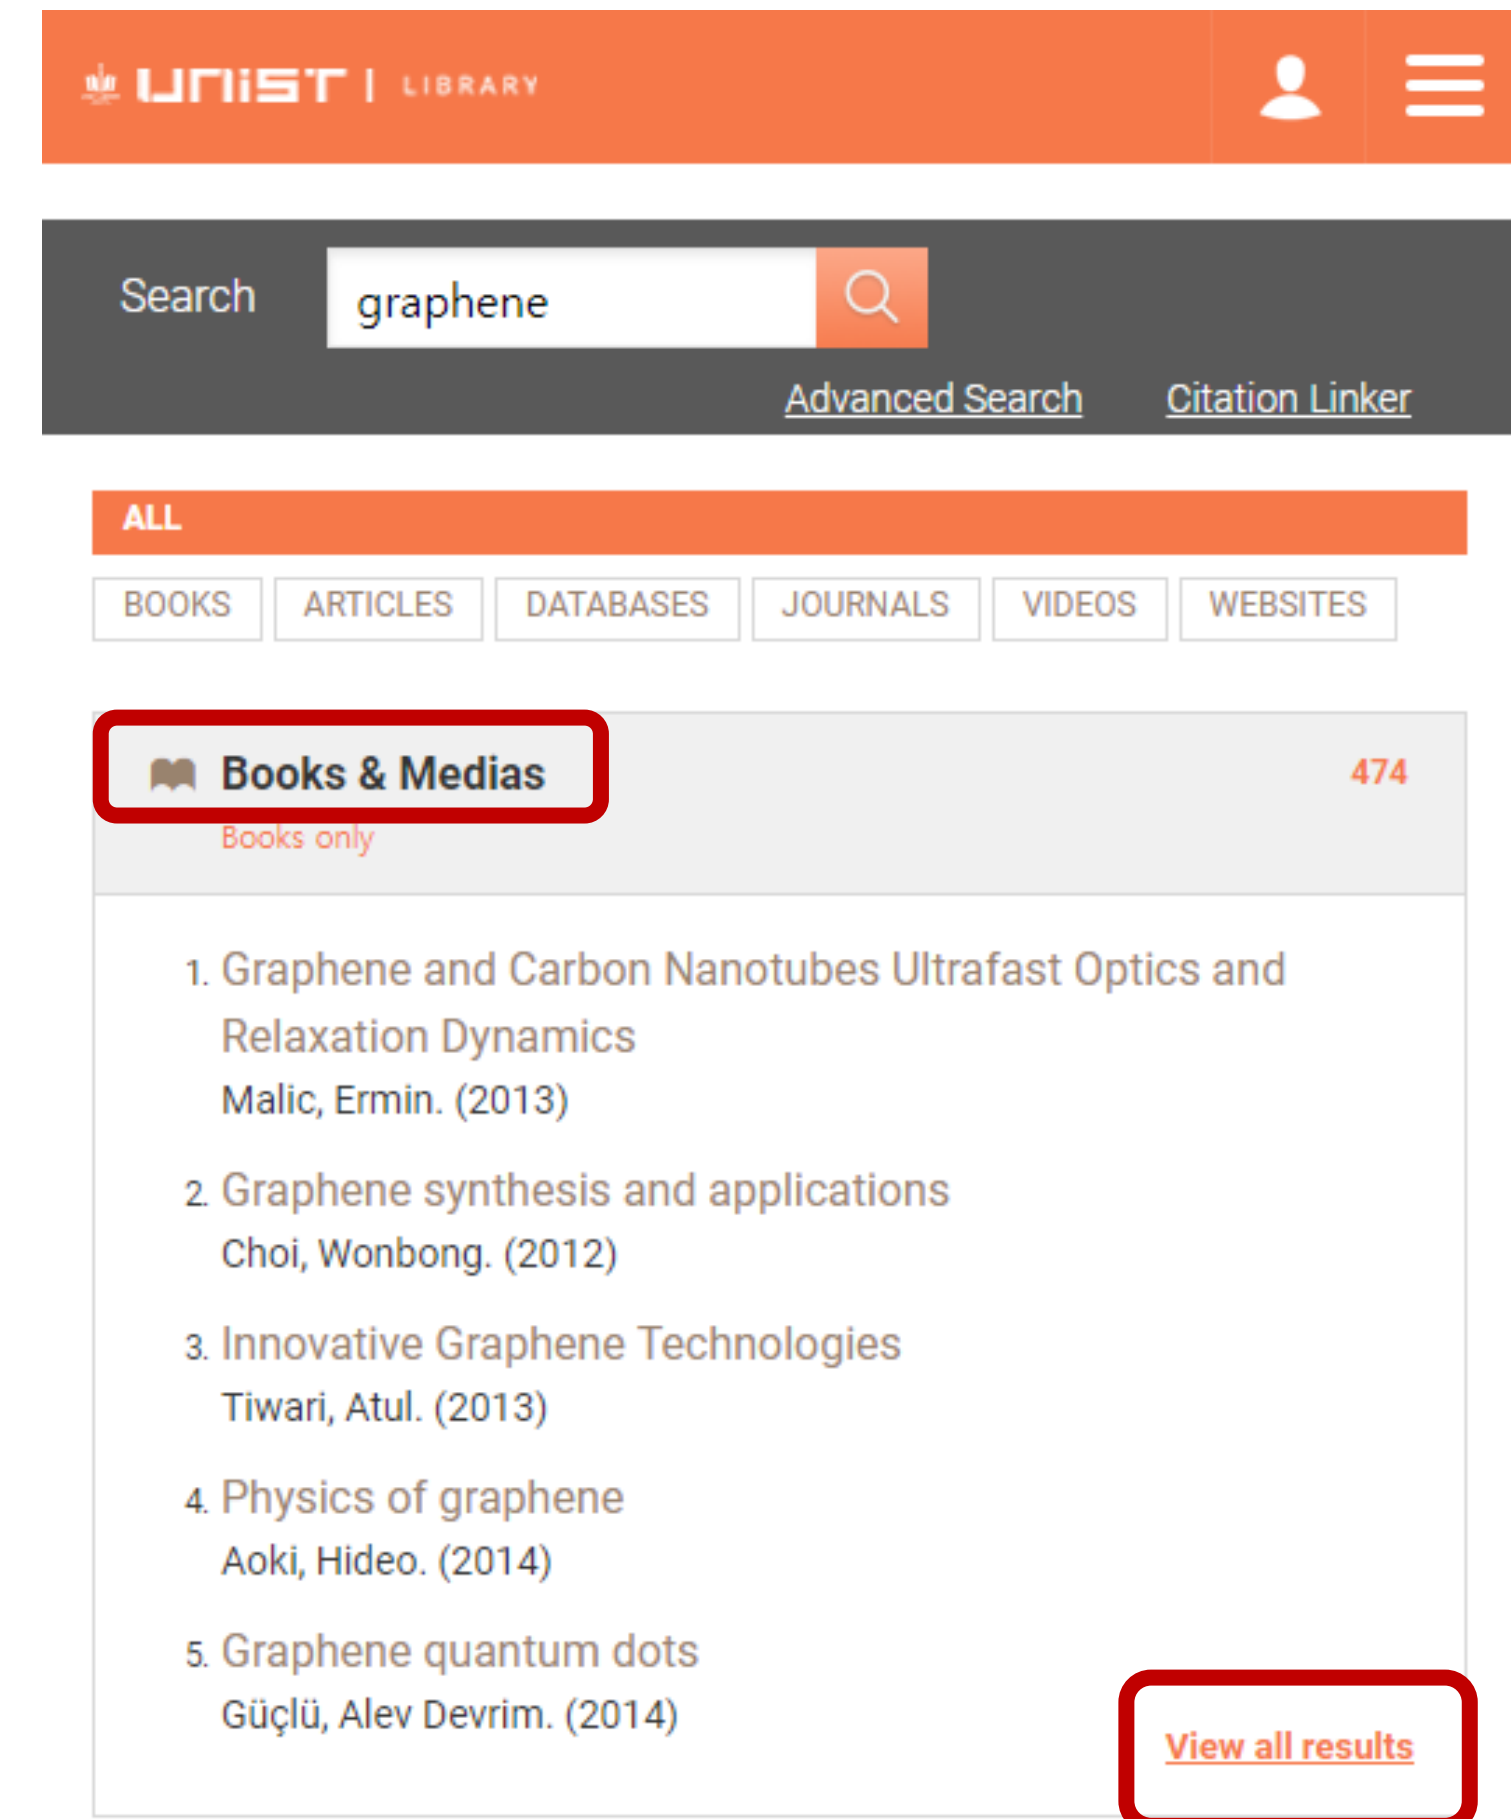 UNIST | LIBRARY
Search graphene
Advanced Search Citation Linker
ALL
BOOKS ARTICLES DATABASES JOURNALS VIDEOS WEBSITES
Books & Medias 474
Books only
1. Graphene and Carbon Nanotubes Ultrafast Optics and
Relaxation Dynamics
Malic, Ermin. (2013)
2. Graphene synthesis and applications
Choi, Wonbong. (2012)
3. Innovative Graphene Technologies
Tiwari, Atul. (2013)
4. Physics of graphene
Aoki, Hideo. (2014)
5. Graphene quantum dots
Güçlü, Alev Devrim. (2014)
View all results